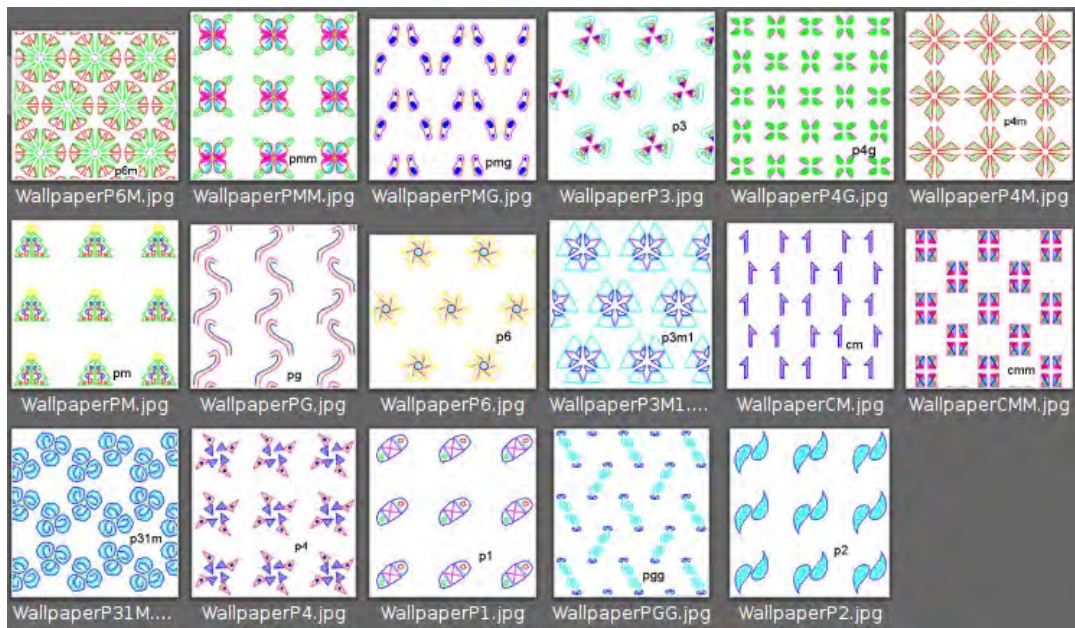 p6m
pmm
pmg
p3
p4g
p4m
WallpaperP6M.jpg WallpaperPMM.jpg WallpaperPMG.jpg WallpaperP3.jpg WallpaperP4G.jpg WallpaperP4M.jpg
pm
pg
p6
p3m1
cm
cmm
WallpaperPM.jpg WallpaperPG.jpg WallpaperP6.jpg WallpaperP3M1.... WallpaperCM.jpg WallpaperCMM.jpg
p31m
p4
p1
pgg
p2
WallpaperP31M.... WallpaperP4.jpg WallpaperP1.jpg WallpaperPGG.jpg WallpaperP2.jpg